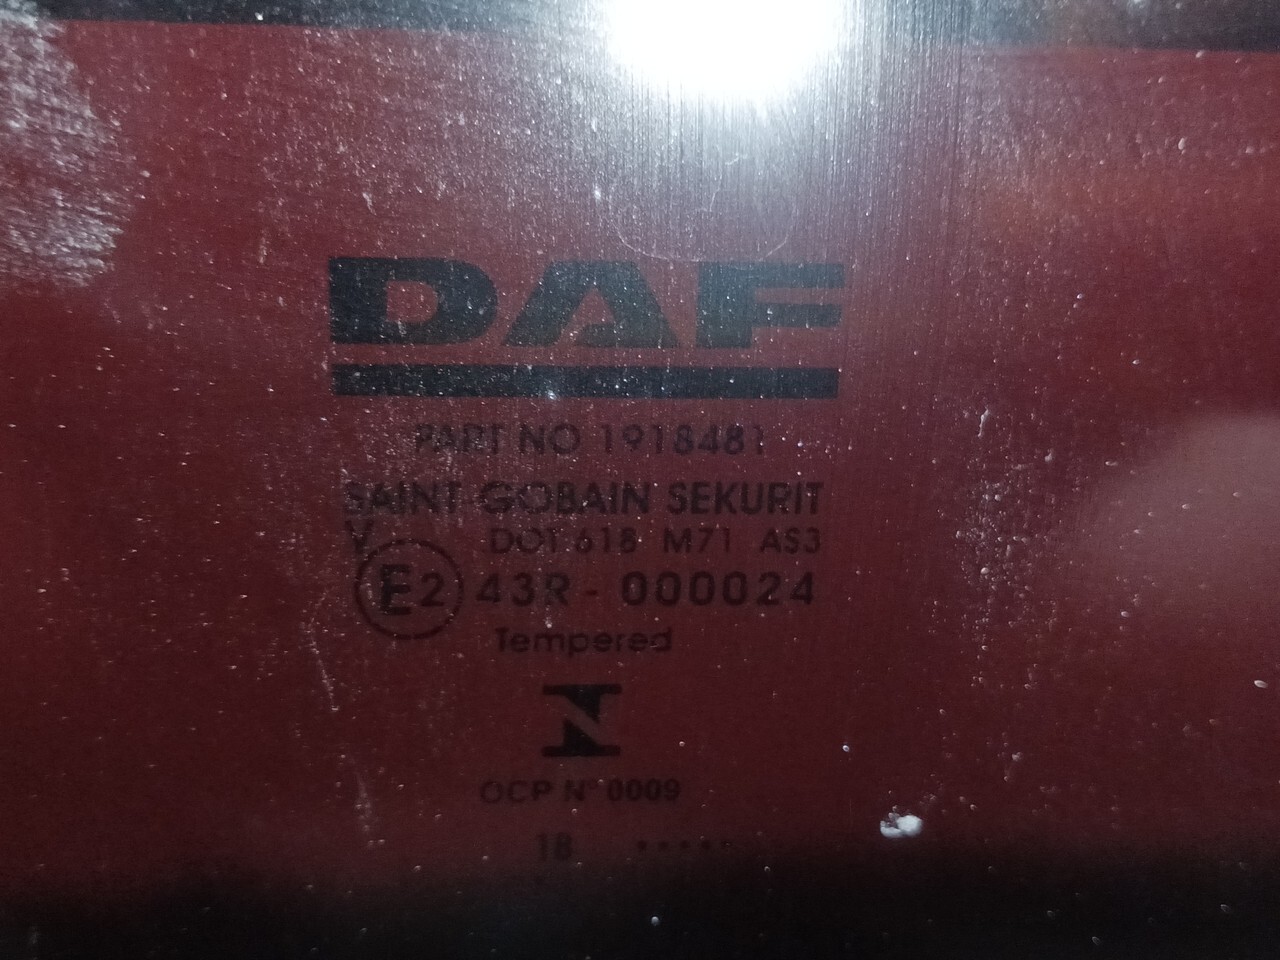 DAF
PART NO 1918481
SAINT-GOBAIN SEKURIT
V DOT 618 M71 AS3
E2 43R - 000024
Tempered
OCP N° 0009
18 .....